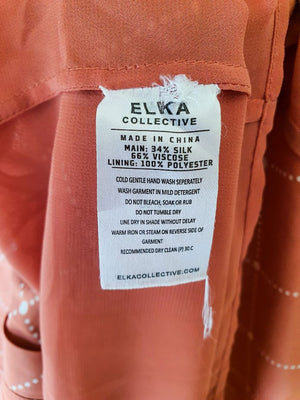 ELKA
COLLECTIVE
MADE IN CHINA
MAIN: 34% SILK
66% VISCOSE
LINING: 100% POLYESTER
COLD GENTLE HAND WASH SEPERATELY
WASH GARMENT IN MILD DETERGENT
DO NOT BLEACH, SOAK OR RUB
DO NOT TUMBLE DRY
LINE DRY IN SHADE WITHOUT DELAY
WARM IRON OR STEAM ON REVERSE SIDE OF
GARMENT
RECOMMENDED DRY CLEAN (P) 30 C
ELKACOLLECTIVE.COM